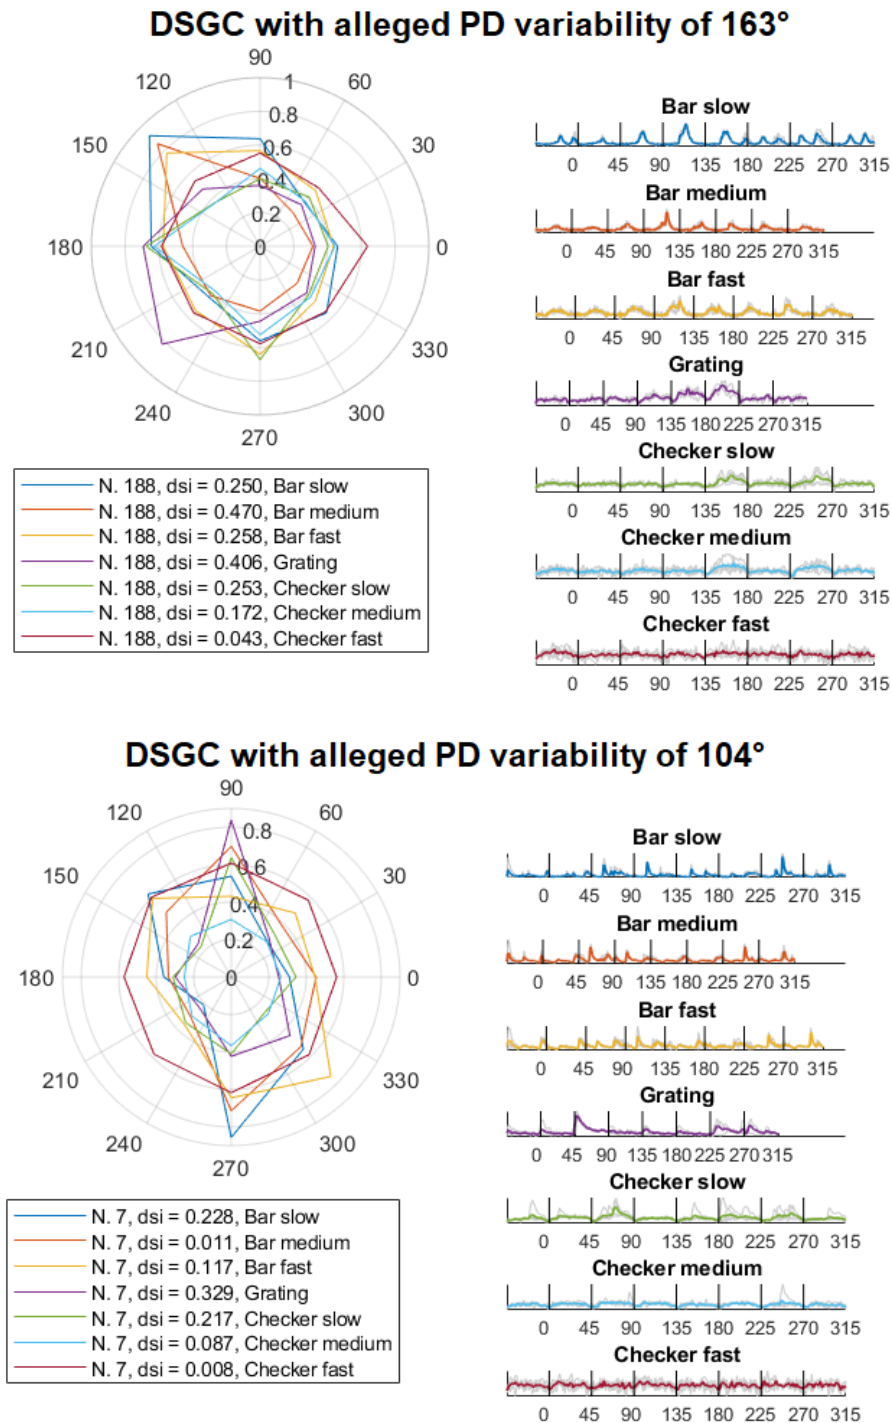 DSGC with alleged PD variability of 163°
90
120
60
1
0.8
150
0.6
30
0.4
0.2
180
0
0
210
330
240
300
270
N. 188, dsi = 0.250, Bar slow
N. 188, dsi = 0.470, Bar medium
N. 188, dsi = 0.258, Bar fast
N. 188, dsi = 0.406, Grating
N. 188, dsi = 0.253, Checker slow
N. 188, dsi = 0.172, Checker medium
N. 188, dsi = 0.043, Checker fast
Bar slow
0 45 90 135 180 225 270 315
Bar medium
0 45 90 135 180 225 270 315
Bar fast
0 45 90 135 180 225 270 315
Grating
0 45 90 135 180 225 270 315
Checker slow
0 45 90 135 180 225 270 315
Checker medium
0 45 90 135 180 225 270 315
Checker fast
0 45 90 135 180 225 270 315
DSGC with alleged PD variability of 104°
90
120
60
0.8
150
0.6
30
0.4
0.2
180
0
0
210
330
240
300
270
N. 7, dsi = 0.228, Bar slow
N. 7, dsi = 0.011, Bar medium
N. 7, dsi = 0.117, Bar fast
N. 7, dsi = 0.329, Grating
N. 7, dsi = 0.217, Checker slow
N. 7, dsi = 0.087, Checker medium
N. 7, dsi = 0.008, Checker fast
Bar slow
0 45 90 135 180 225 270 315
Bar medium
0 45 90 135 180 225 270 315
Bar fast
0 45 90 135 180 225 270 315
Grating
0 45 90 135 180 225 270 315
Checker slow
0 45 90 135 180 225 270 315
Checker medium
0 45 90 135 180 225 270 315
Checker fast
0 45 90 135 180 225 270 315